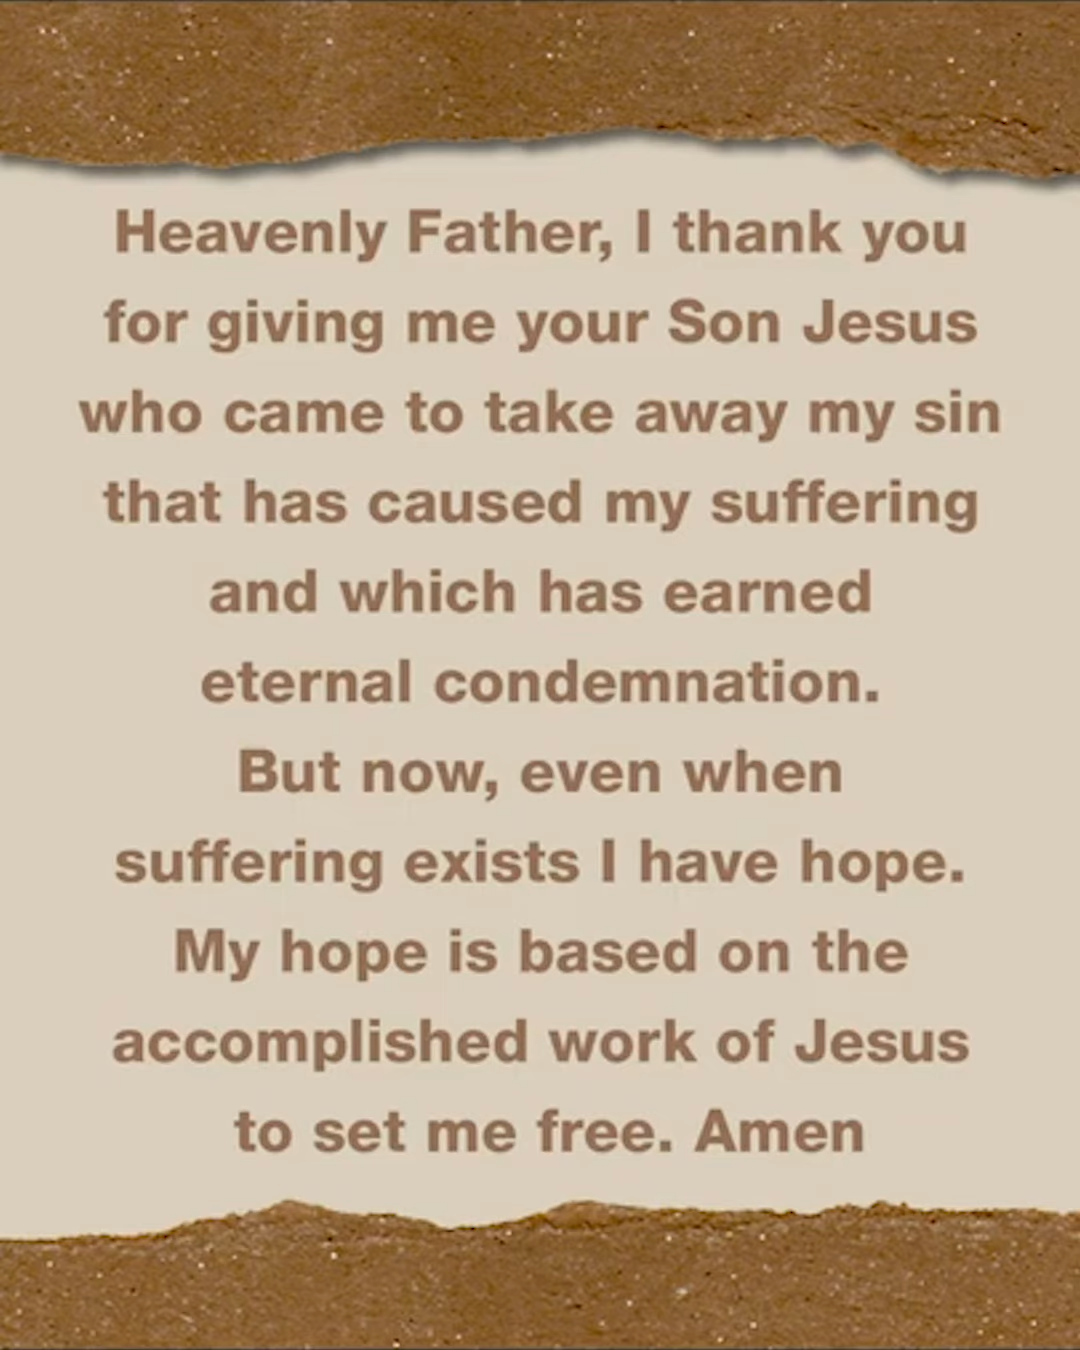 Heavenly Father, I thank you
for giving me your Son Jesus
who came to take away my sin
that has caused my suffering
and which has earned
eternal condemnation.
But now, even when
suffering exists I have hope.
My hope is based on the
accomplished work of Jesus
to set me free. Amen